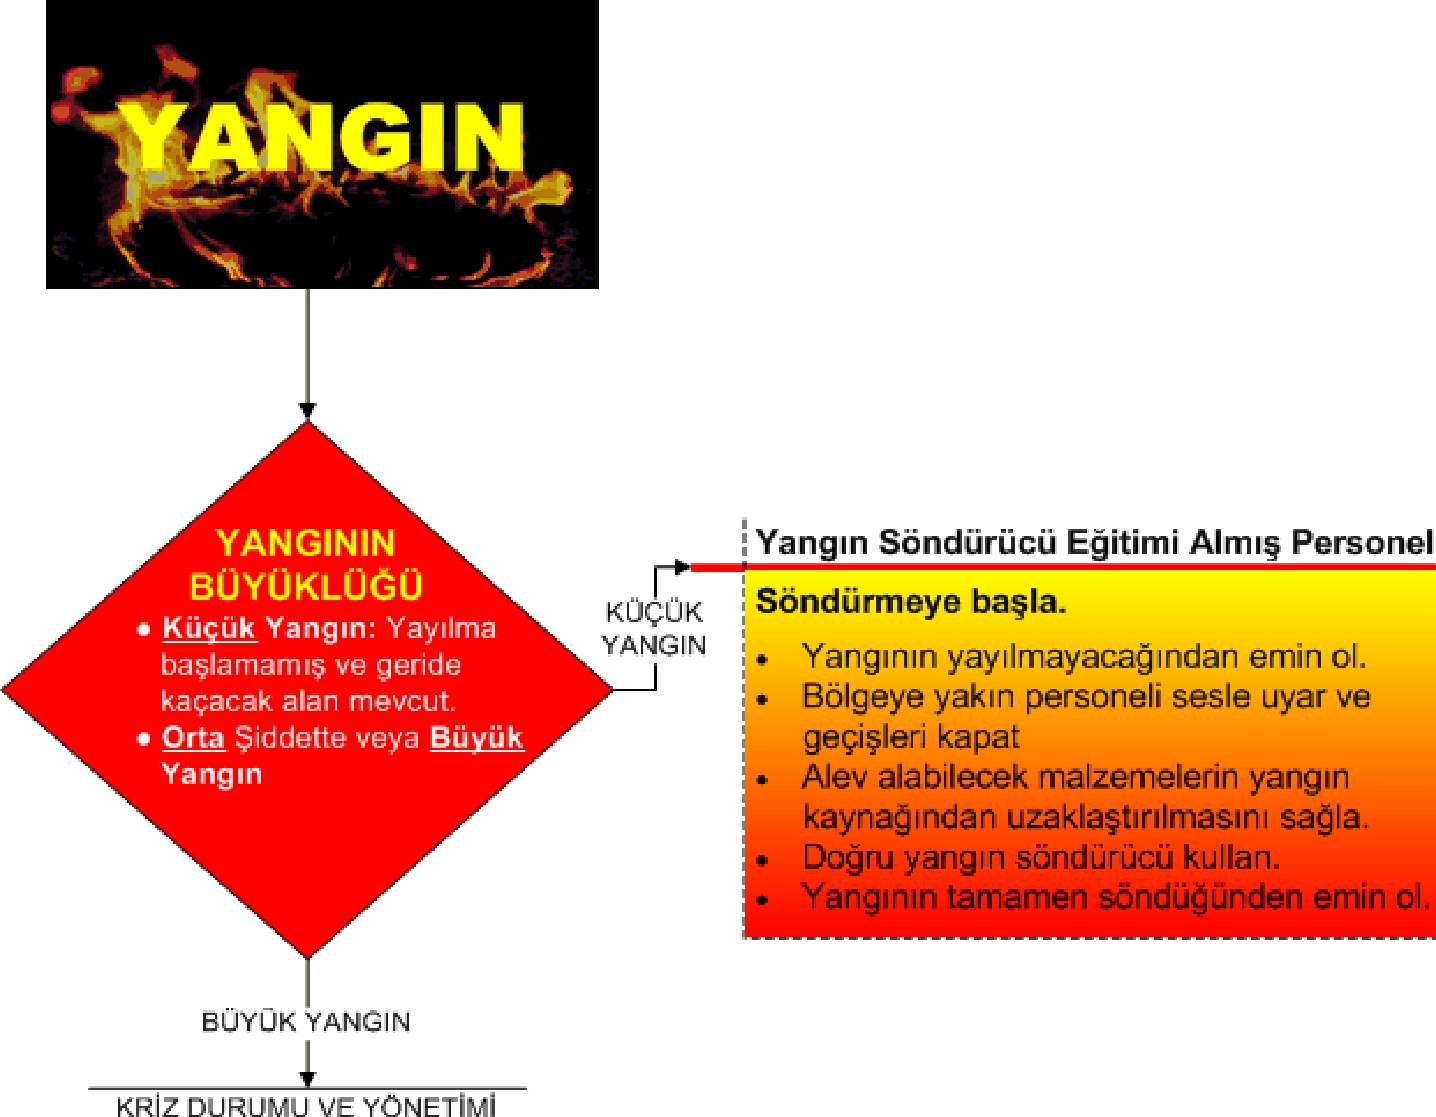 YANGIN
YANGININ
BÜYÜKLÜĞÜ
● Küçük Yangın: Yayılma
başlamamış ve geride
kaçacak alan mevcut.
● Orta Şiddette veya Büyük
Yangın
KÜÇÜK
YANGIN
Yangın Söndürücü Eğitimi Almış Personel
Söndürmeye başla.
• Yangının yayılmayacağından emin ol.
• Bölgeye yakın personeli sesle uyar ve
geçişleri kapat
• Alev alabilecek malzemelerin yangın
kaynağından uzaklaştırılmasını sağla.
• Doğru yangın söndürücü kullan.
• Yangının tamamen söndüğünden emin ol.
BÜYÜK YANGIN
KRİZ DURUMU VE YÖNETİMİ